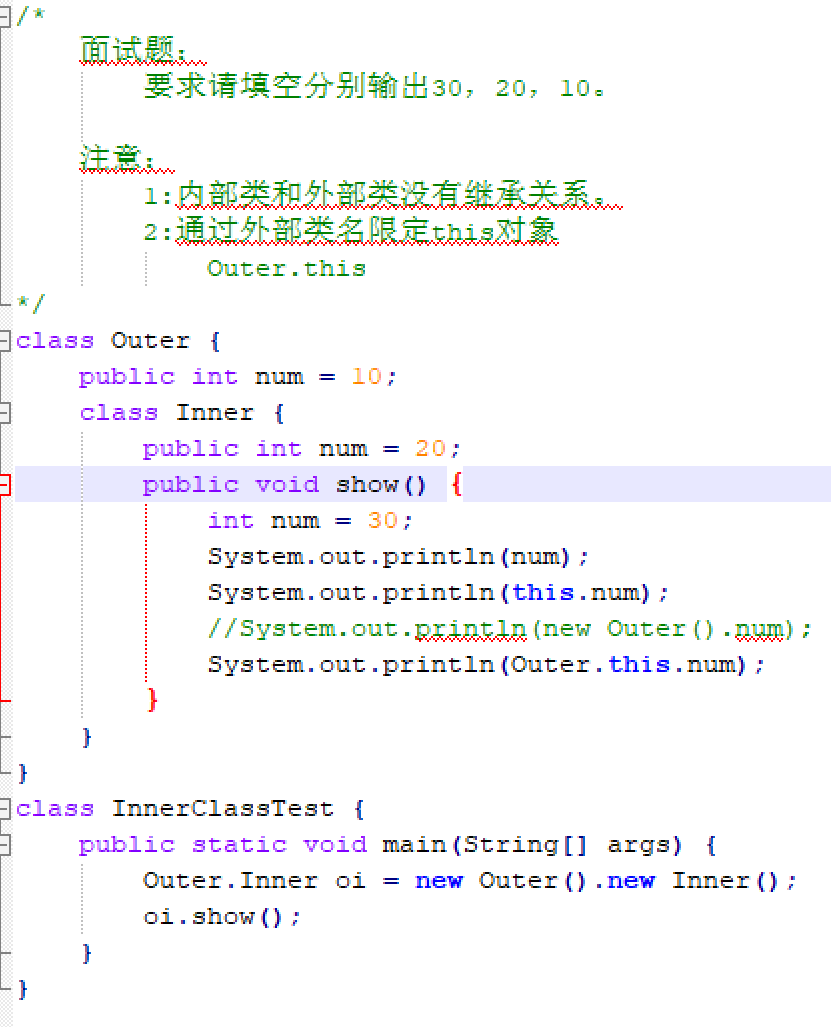 /*
    面试题：
        要求请填空分别输出30，20，10。
    注意：
        1:内部类和外部类没有继承关系。
        2:通过外部类名限定this对象
            Outer.this
*/
class Outer {
    public int num = 10;
    class Inner {
        public int num = 20;
        public void show() {
            int num = 30;
            System.out.println(num);
            System.out.println(this.num);
            //System.out.println(new Outer().num);
            System.out.println(Outer.this.num);
        }
    }
}
class InnerClassTest {
    public static void main(String[] args) {
        Outer.Inner oi = new Outer().new Inner();
        oi.show();
    }
}